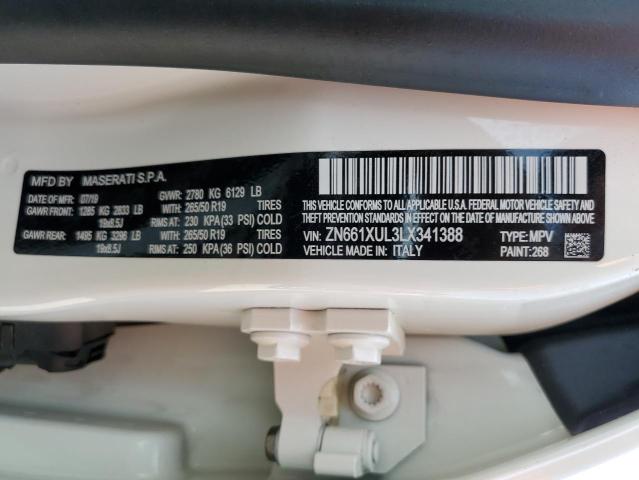 MFD BY MASERATI S.P.A.
DATE OF MFR: 07/19 GVWR: 2780 KG 6129 LB
GAWR FRONT: 1285 KG 2833 LB 265/50 R19 TIRES
19x8.5J RIMS AT 230 KPA (33 PSI) COLD
GAWR REAR: 1495 KG 3296 LB 265/50 R19 TIRES
19x8.5J RIMS AT 250 KPA (36 PSI) COLD
THIS VEHICLE CONFORMS TO ALL APPLICABLE U.S.A. FEDERAL MOTOR VEHICLE SAFETY AND
THEFT PREVENTION STANDARDS IN EFFECT ON THE DATE OF MANUFACTURE SHOWN ABOVE.
VIN: ZN661XUL3LX341388 TYPE: MPV
VEHICLE MADE IN: ITALY PAINT: 268